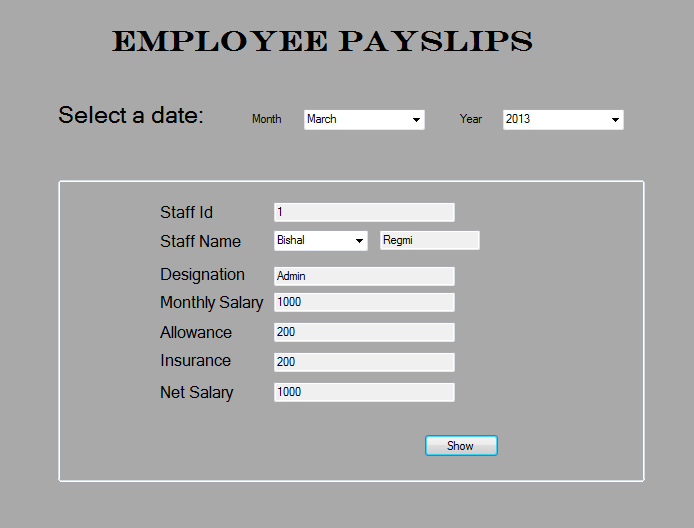 EMPLOYEE PAYSLIPS
Select a date: Month March Year 2013
Staff Id 1
Staff Name Bishal Regmi
Designation Admin
Monthly Salary 1000
Allowance 200
Insurance 200
Net Salary 1000
Show